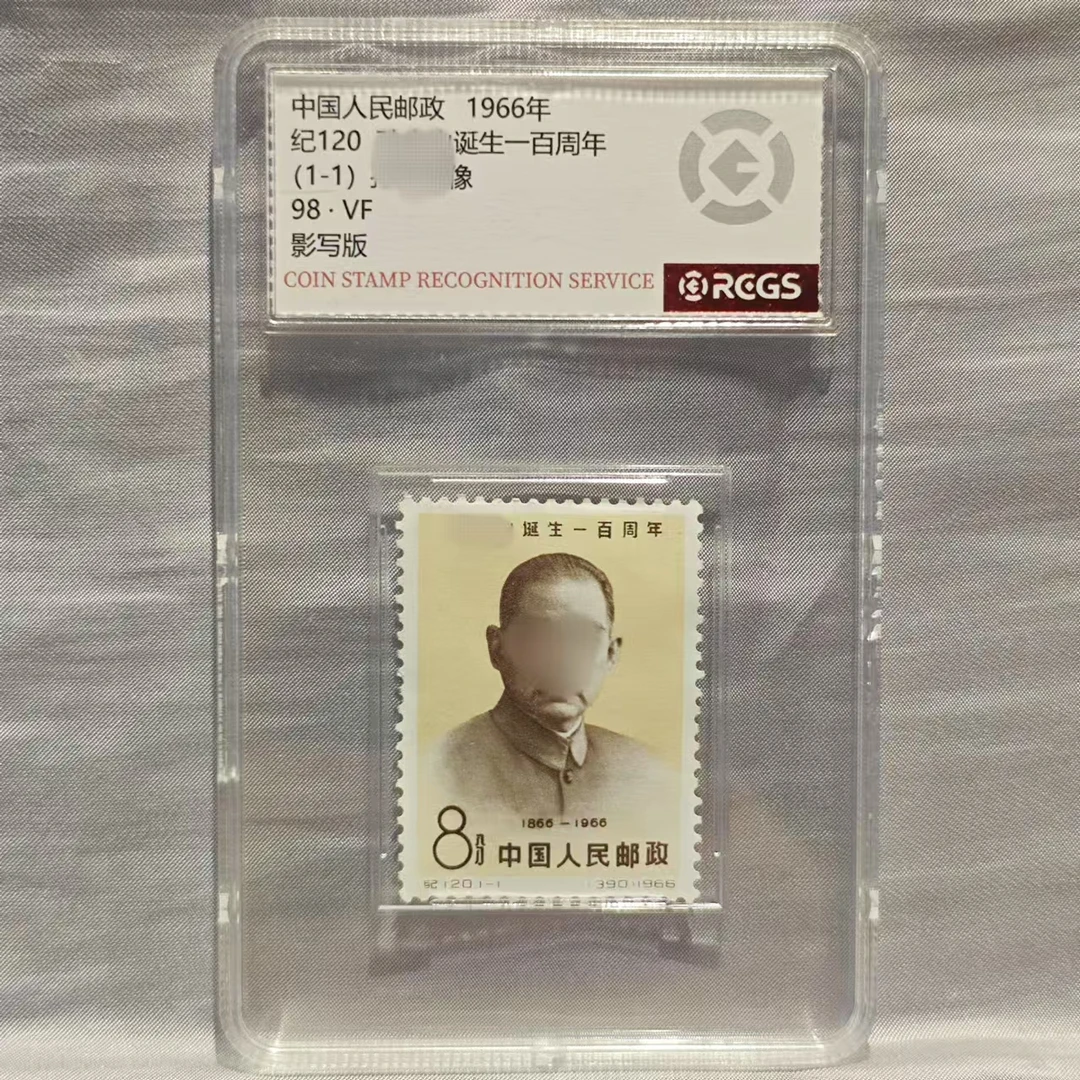 中国人民邮政 1966年
纪120 诞生一百周年
(1-1) 像
98·VF
影写版
COIN STAMP RECOGNITION SERVICE
RCGS
诞生一百周年
1866-1966
8分 中国人民邮政
纪120.1-1 (390)1966